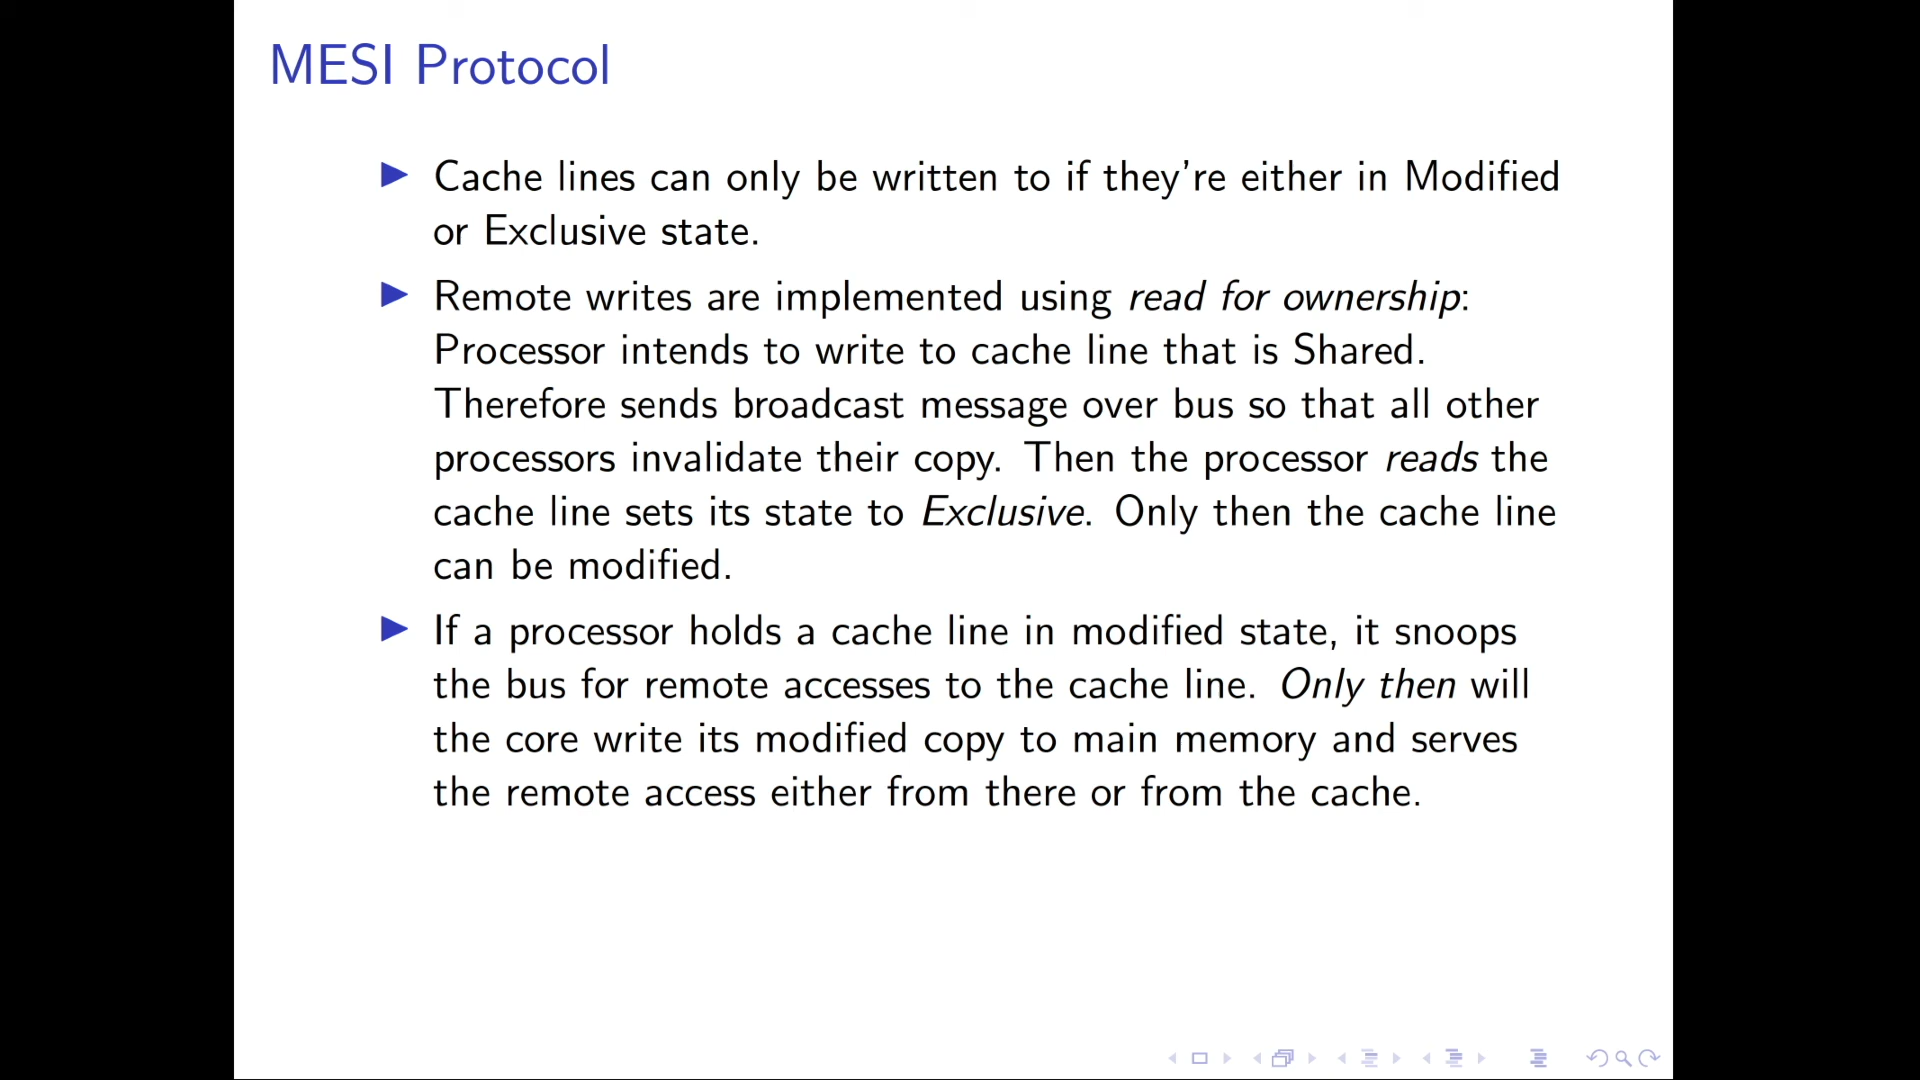 MESI Protocol
Cache lines can only be written to if they're either in Modified
or Exclusive state.
Remote writes are implemented using read for ownership:
Processor intends to write to cache line that is Shared.
Therefore sends broadcast message over bus so that all other
processors invalidate their copy. Then the processor reads the
cache line sets its state to Exclusive. Only then the cache line
can be modified.
If a processor holds a cache line in modified state, it snoops
the bus for remote accesses to the cache line. Only then will
the core write its modified copy to main memory and serves
the remote access either from there or from the cache.